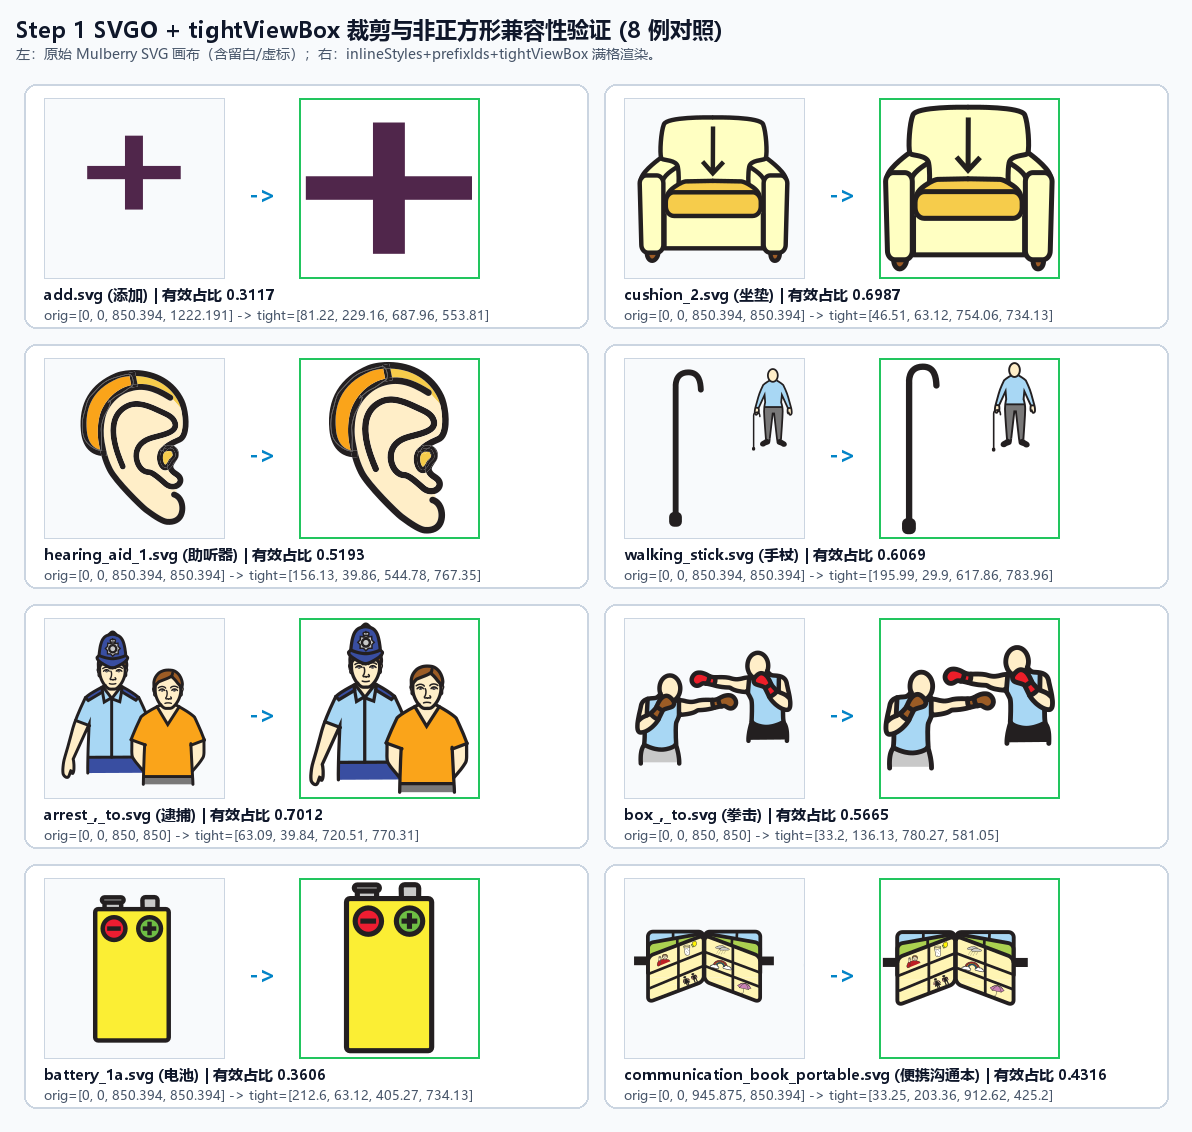 Step 1 SVGO + tightViewBox 裁剪与非正方形兼容性验证 (8 例对照)
左：原始 Mulberry SVG 画布（含留白/虚标）；右：inlineStyles+prefixIds+tightViewBox 满格渲染。
->
add.svg (添加) | 有效占比 0.3117
orig=[0, 0, 850.394, 1222.191] -> tight=[81.22, 229.16, 687.96, 553.81]
->
cushion_2.svg (坐垫) | 有效占比 0.6987
orig=[0, 0, 850.394, 850.394] -> tight=[46.51, 63.12, 754.06, 734.13]
->
hearing_aid_1.svg (助听器) | 有效占比 0.5193
orig=[0, 0, 850.394, 850.394] -> tight=[156.13, 39.86, 544.78, 767.35]
->
walking_stick.svg (手杖) | 有效占比 0.6069
orig=[0, 0, 850.394, 850.394] -> tight=[195.99, 29.9, 617.86, 783.96]
->
arrest_,_to.svg (逮捕) | 有效占比 0.7012
orig=[0, 0, 850, 850] -> tight=[63.09, 39.84, 720.51, 770.31]
->
box_,_to.svg (拳击) | 有效占比 0.5665
orig=[0, 0, 850, 850] -> tight=[33.2, 136.13, 780.27, 581.05]
->
battery_1a.svg (电池) | 有效占比 0.3606
orig=[0, 0, 850.394, 850.394] -> tight=[212.6, 63.12, 405.27, 734.13]
->
communication_book_portable.svg (便携沟通本) | 有效占比 0.4316
orig=[0, 0, 945.875, 850.394] -> tight=[33.25, 203.36, 912.62, 425.2]